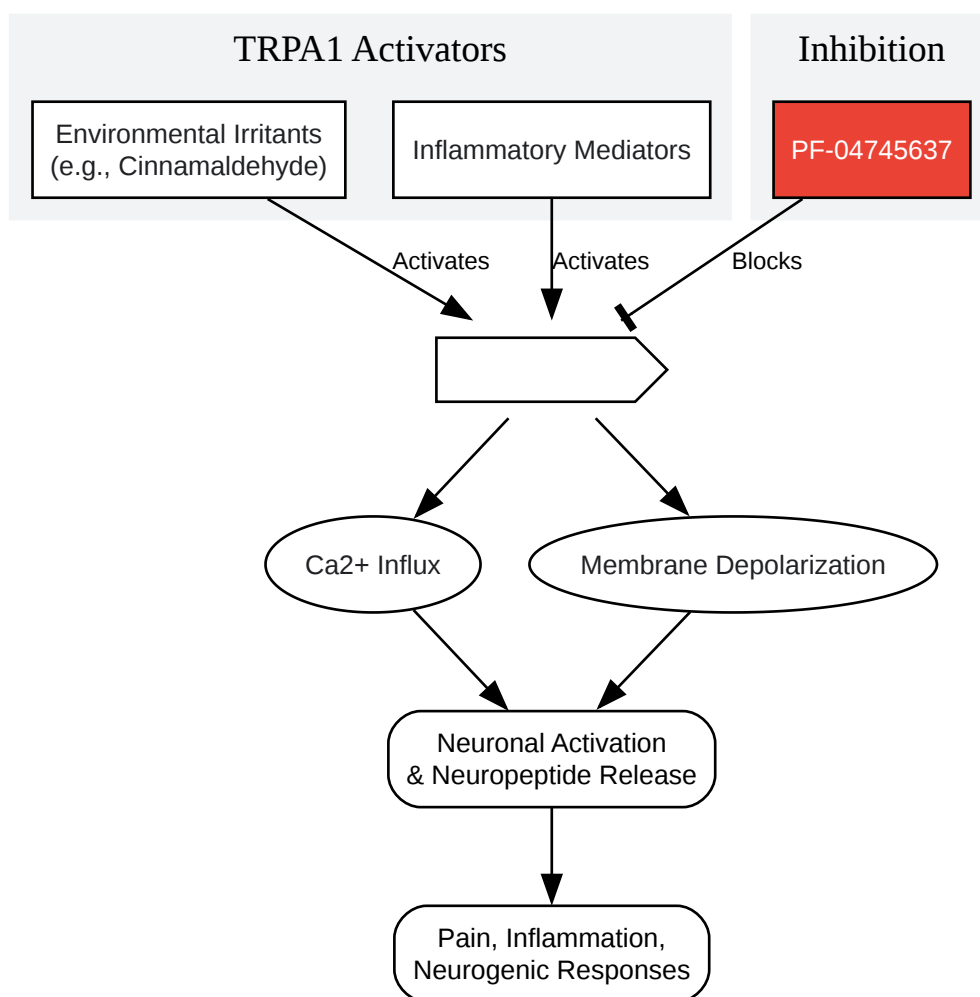 TRPA1 Activators
Inhibition
Environmental Irritants
(e.g., Cinnamaldehyde)
Inflammatory Mediators
PF-04745637
Activates
Activates
Blocks
Ca2+ Influx
Membrane Depolarization
Neuronal Activation
& Neuropeptide Release
Pain, Inflammation,
Neurogenic Responses